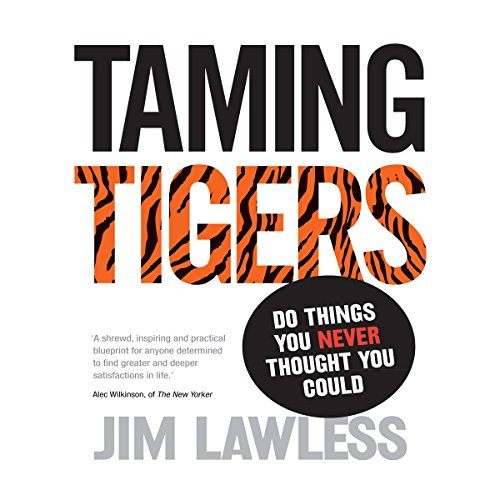 TAMING
TIGERS
DO THINGS
YOU NEVER
THOUGHT YOU
COULD
‘A shrewd, inspiring and practical
blueprint for anyone determined
to find greater and deeper
satisfactions in life.’
Alec Wilkinson, of The New Yorker
JIM LAWLESS